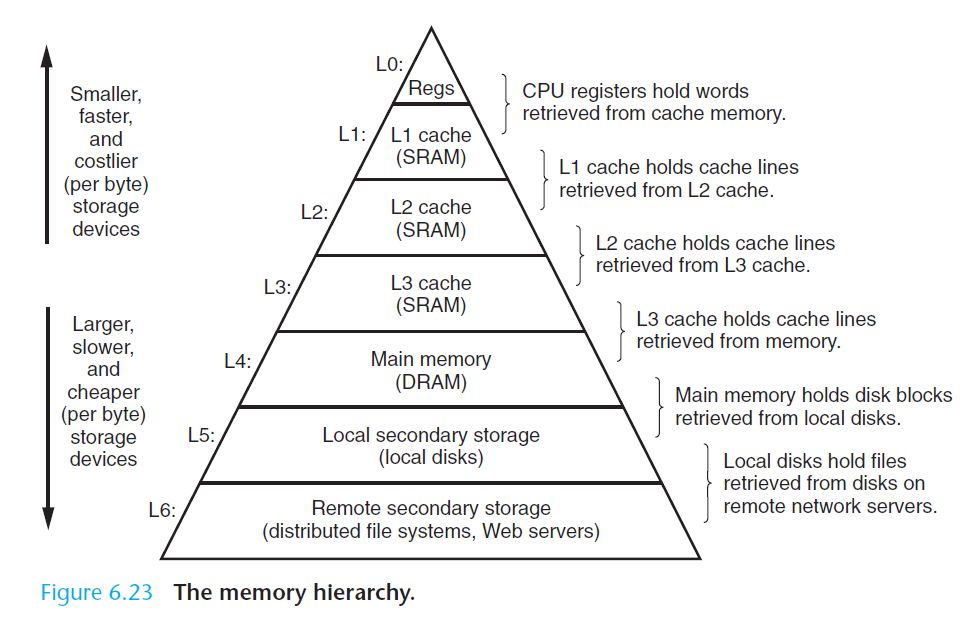 Smaller,
faster,
and
costlier
(per byte)
storage
devices
Larger,
slower,
and
cheaper
(per byte)
storage
devices
L0:
Regs
CPU registers hold words
retrieved from cache memory.
L1:
L1 cache
(SRAM)
L1 cache holds cache lines
retrieved from L2 cache.
L2:
L2 cache
(SRAM)
L2 cache holds cache lines
retrieved from L3 cache.
L3:
L3 cache
(SRAM)
L3 cache holds cache lines
retrieved from memory.
L4:
Main memory
(DRAM)
Main memory holds disk blocks
retrieved from local disks.
L5:
Local secondary storage
(local disks)
Local disks hold files
retrieved from disks on
remote network servers.
L6:
Remote secondary storage
(distributed file systems, Web servers)
Figure 6.23 The memory hierarchy.